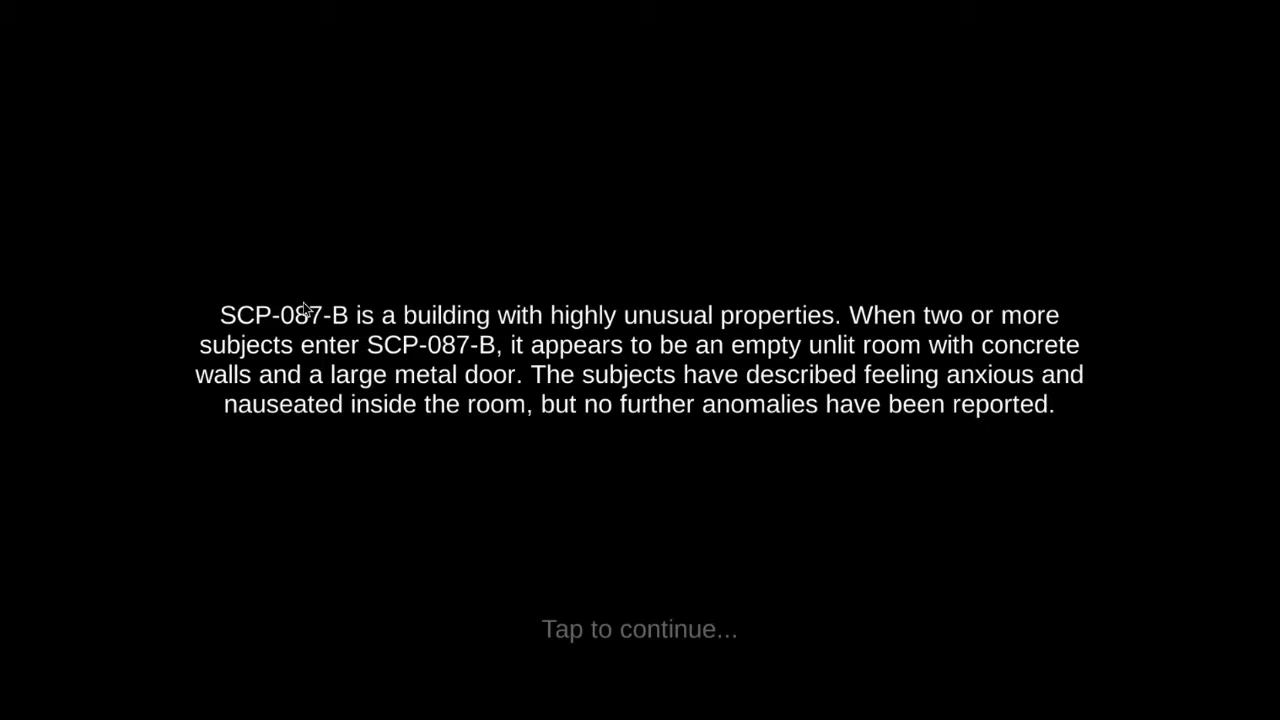 SCP-087-B is a building with highly unusual properties. When two or more
subjects enter SCP-087-B, it appears to be an empty unlit room with concrete
walls and a large metal door. The subjects have described feeling anxious and
nauseated inside the room, but no further anomalies have been reported.
Tap to continue...